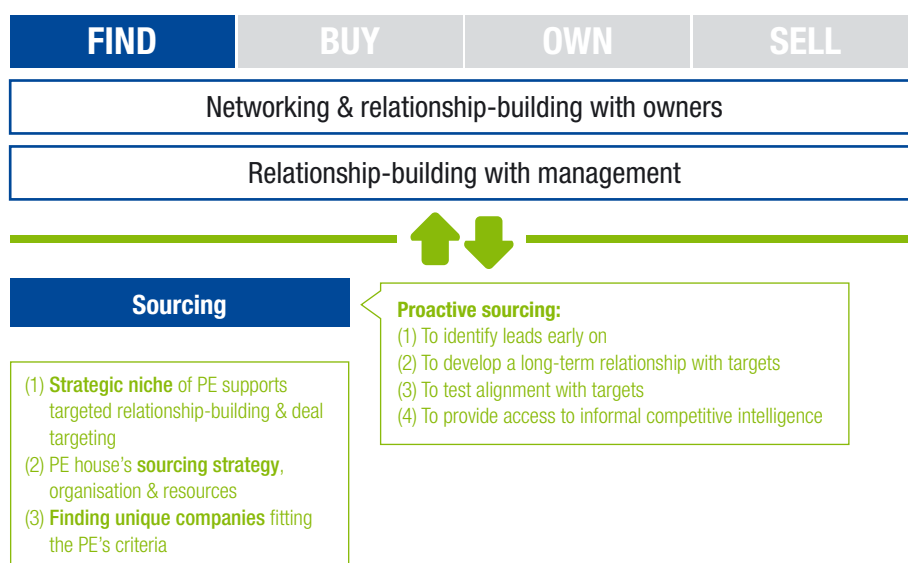 FIND
BUY
OWN
SELL
Networking & relationship-building with owners
Relationship-building with management
Sourcing
Proactive sourcing:
(1) To identify leads early on
(2) To develop a long-term relationship with targets
(3) To test alignment with targets
(4) To provide access to informal competitive intelligence
(1) Strategic niche of PE supports
targeted relationship-building & deal
targeting
(2) PE house’s sourcing strategy,
organisation & resources
(3) Finding unique companies fitting
the PE’s criteria